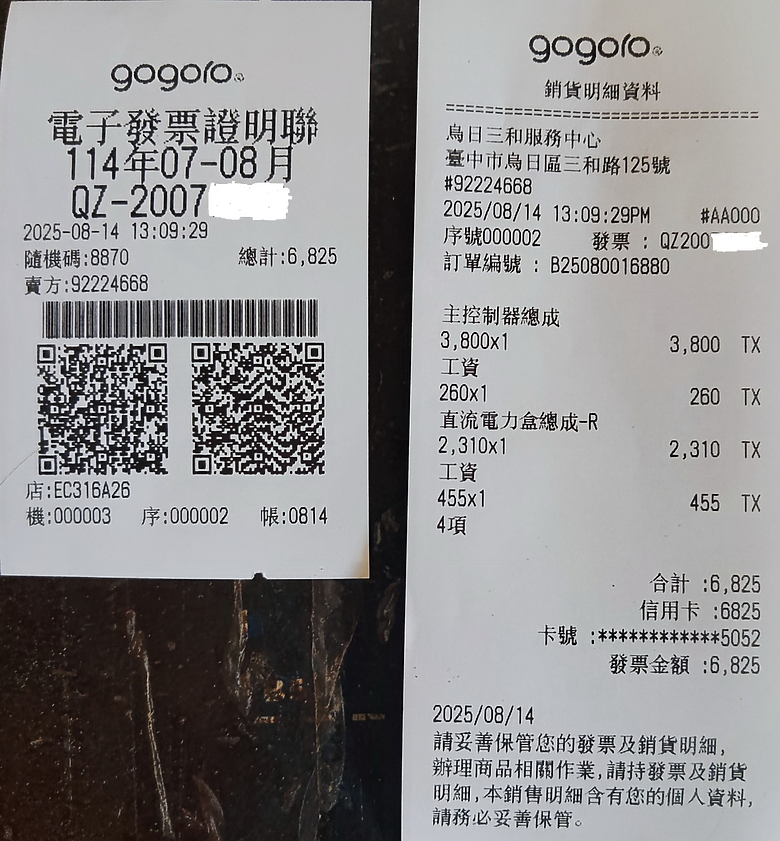 gogoro
電子發票證明聯
114年07-08月
QZ-2007
2025-08-14 13:09:29
隨機碼:8870 總計:6,825
賣方:92224668
店:EC316A26
機:000003 序:000002 帳:0814
gogoro
銷貨明細資料
================================
烏日三和服務中心
臺中市烏日區三和路125號
#92224668
2025/08/14 13:09:29PM #AA000
序號000002 發票 : QZ200
訂單編號 : B25080016880
主控制器總成
3,800x1 3,800 TX
工資
260x1 260 TX
直流電力盒總成-R
2,310x1 2,310 TX
工資
455x1 455 TX
4項
合計 :6,825
信用卡 :6825
卡號 :************5052
發票金額 :6,825
2025/08/14
請妥善保管您的發票及銷貨明細,
辦理商品相關作業,請持發票及銷貨
明細,本銷售明細含有您的個人資料,
請務必妥善保管。